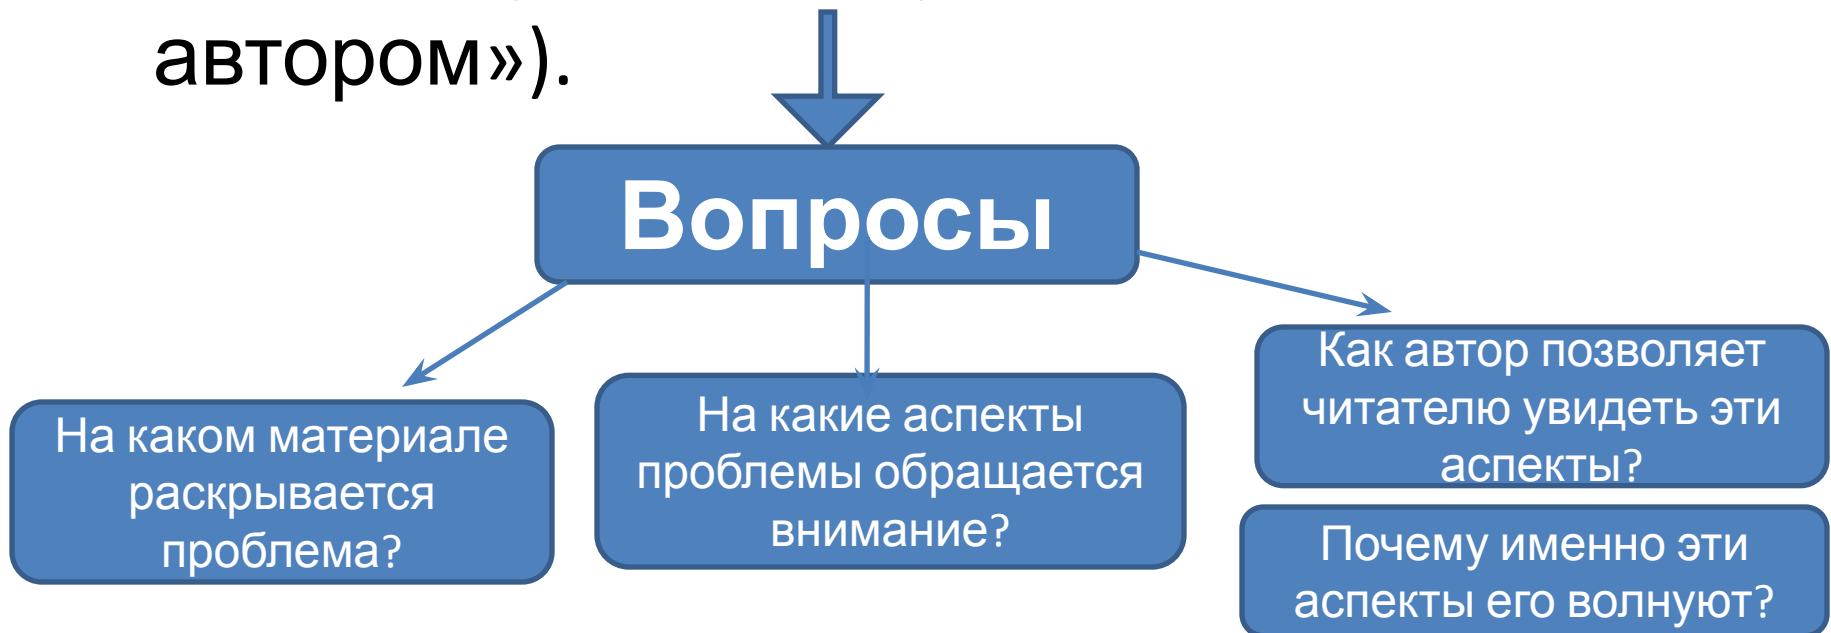 автором»).
Вопросы
На каком материале
раскрывается
проблема?
На какие аспекты
проблемы обращается
внимание?
Как автор позволяет
читателю увидеть эти
аспекты?
Почему именно эти
аспекты его волнуют?